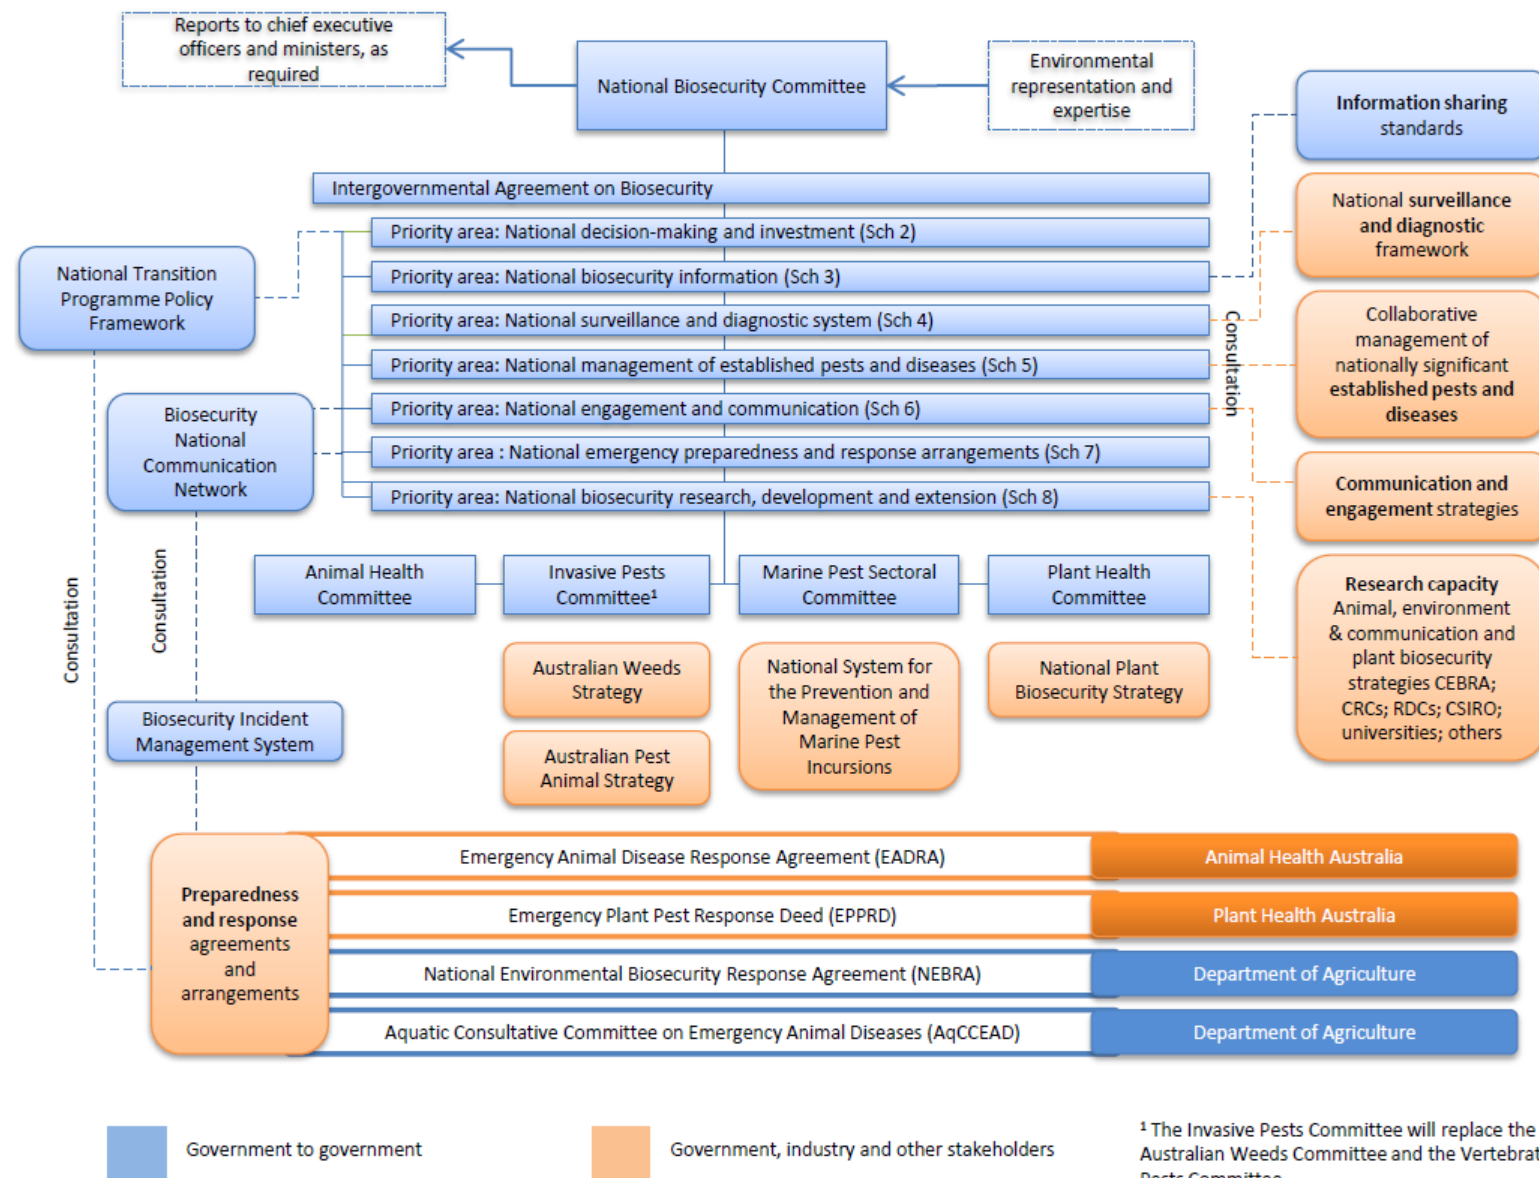 Reports to chief executive
officers and ministers, as
required
National Biosecurity Committee
Environmental
representation and
expertise
Information sharing
standards
Intergovernmental Agreement on Biosecurity
Priority area: National decision-making and investment (Sch 2)
Priority area: National biosecurity information (Sch 3)
Priority area: National surveillance and diagnostic system (Sch 4)
Priority area: National management of established pests and diseases (Sch 5)
Priority area: National engagement and communication (Sch 6)
Priority area : National emergency preparedness and response arrangements (Sch 7)
Priority area: National biosecurity research, development and extension (Sch 8)
National Transition
Programme Policy
Framework
Biosecurity
National
Communication
Network
Consultation
National surveillance
and diagnostic
framework
Collaborative
management of
nationally significant
established pests and
diseases
Communication and
engagement strategies
Research capacity
Animal, environment
& communication and
plant biosecurity
strategies CEBRA;
CRCs; RDCs; CSIRO;
universities; others
Consultation
Consultation
Animal Health
Committee
Invasive Pests
Committee¹
Marine Pest Sectoral
Committee
Plant Health
Committee
Australian Weeds
Strategy
Australian Pest
Animal Strategy
National System for
the Prevention and
Management of
Marine Pest
Incursions
National Plant
Biosecurity Strategy
Biosecurity Incident
Management System
Preparedness
and response
agreements
and
arrangements
Emergency Animal Disease Response Agreement (EADRA)
Animal Health Australia
Emergency Plant Pest Response Deed (EPPRD)
Plant Health Australia
National Environmental Biosecurity Response Agreement (NEBRA)
Department of Agriculture
Aquatic Consultative Committee on Emergency Animal Diseases (AqCCEAD)
Department of Agriculture
Government to government
Government, industry and other stakeholders
¹ The Invasive Pests Committee will replace the
Australian Weeds Committee and the Vertebrat
Pests Committee